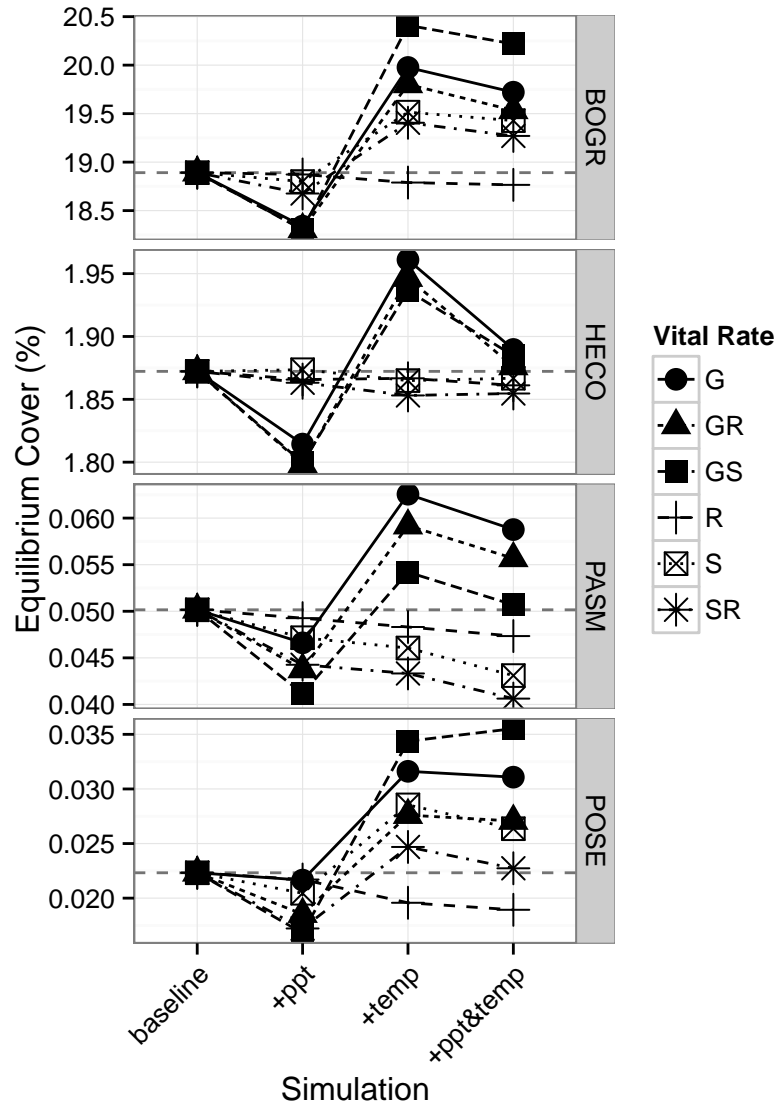 Equilibrium Cover (%)
20.5
20.0
19.5
19.0
18.5
BOGR
1.95
1.90
1.85
1.80
HECO
0.060
0.055
0.050
0.045
0.040
PASM
0.035
0.030
0.025
0.020
POSE
baseline
+ppt
+temp
+ppt&temp
Simulation
Vital Rate
G
GR
GS
R
S
SR